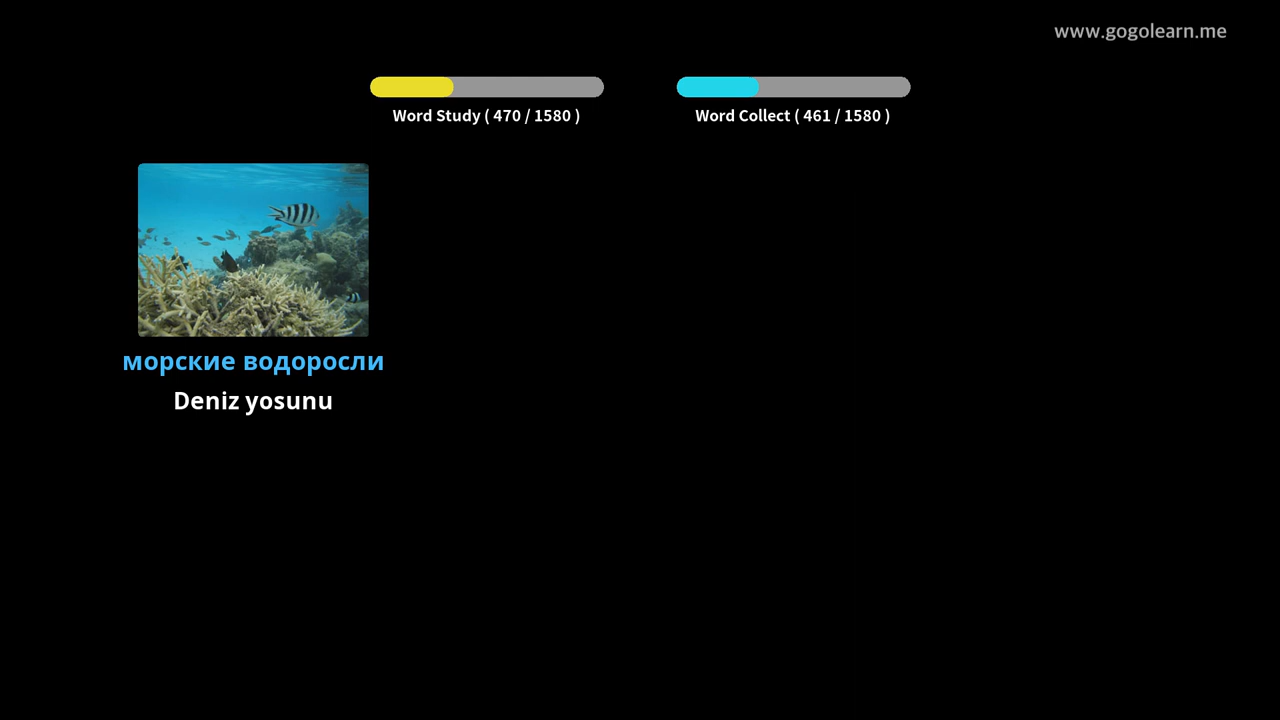 www.gogolearn.me
Word Study ( 470 / 1580 )
Word Collect ( 461 / 1580 )
морские водоросли
Deniz yosunu